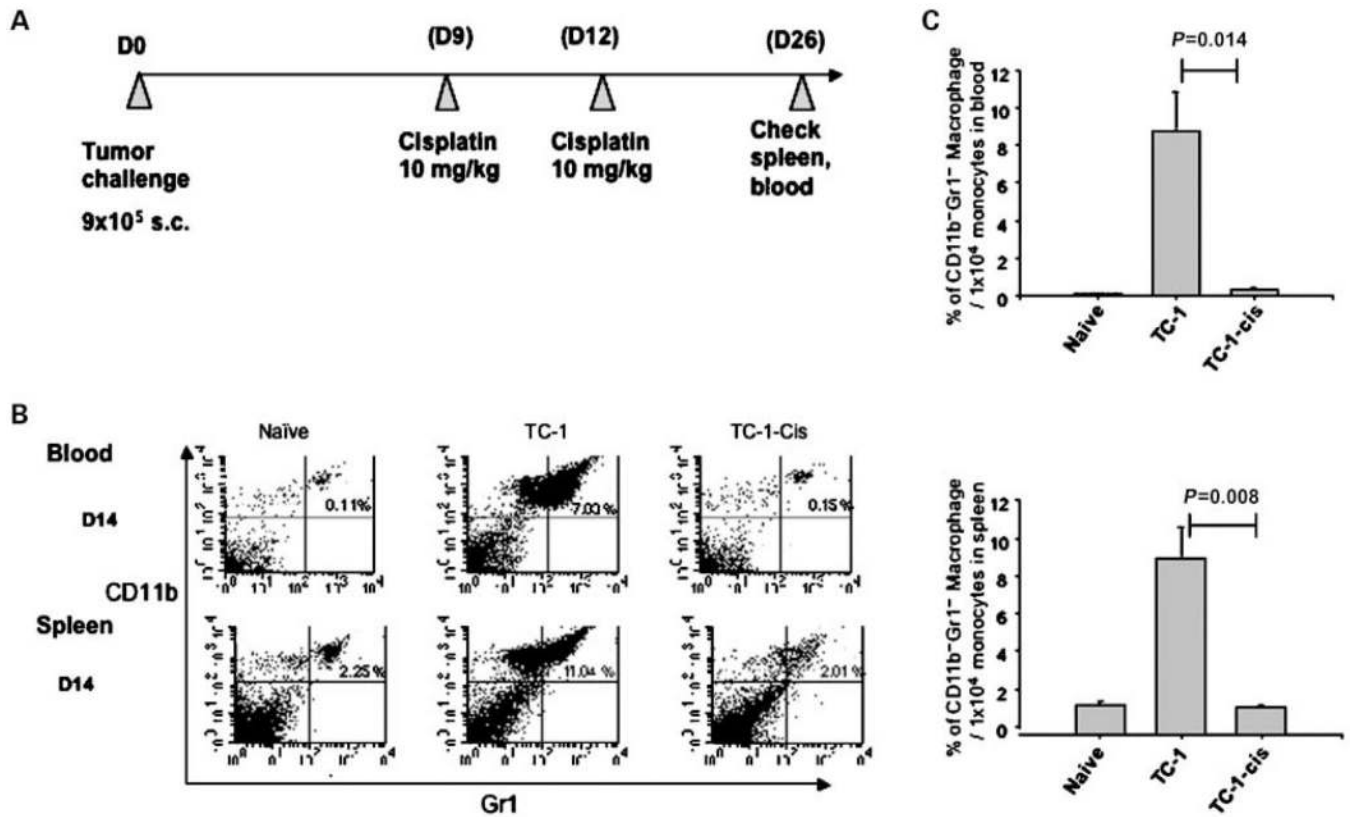 A
D0
(D9)
(D12)
(D26)
Tumor
challenge
9x10⁵ s.c.
Cisplatin
10 mg/kg
Cisplatin
10 mg/kg
Check
spleen,
blood
B
Naïve
TC-1
TC-1-Cis
Blood
D14
0.11%
7.03%
0.15%
CD11b
Spleen
D14
2.25%
11.04 %
2.01%
Gr1
C
P=0.014
% of CD11b⁻Gr1⁻ Macrophage
/ 1x10⁴ monocytes in blood
12
10
8
6
4
2
0
Naive
TC-1
TC-1-cis
P=0.008
% of CD11b⁻Gr1⁻ Macrophage
/ 1x10⁴ monocytes in spleen
12
10
8
6
4
2
0
Naive
TC-1
TC-1-cis